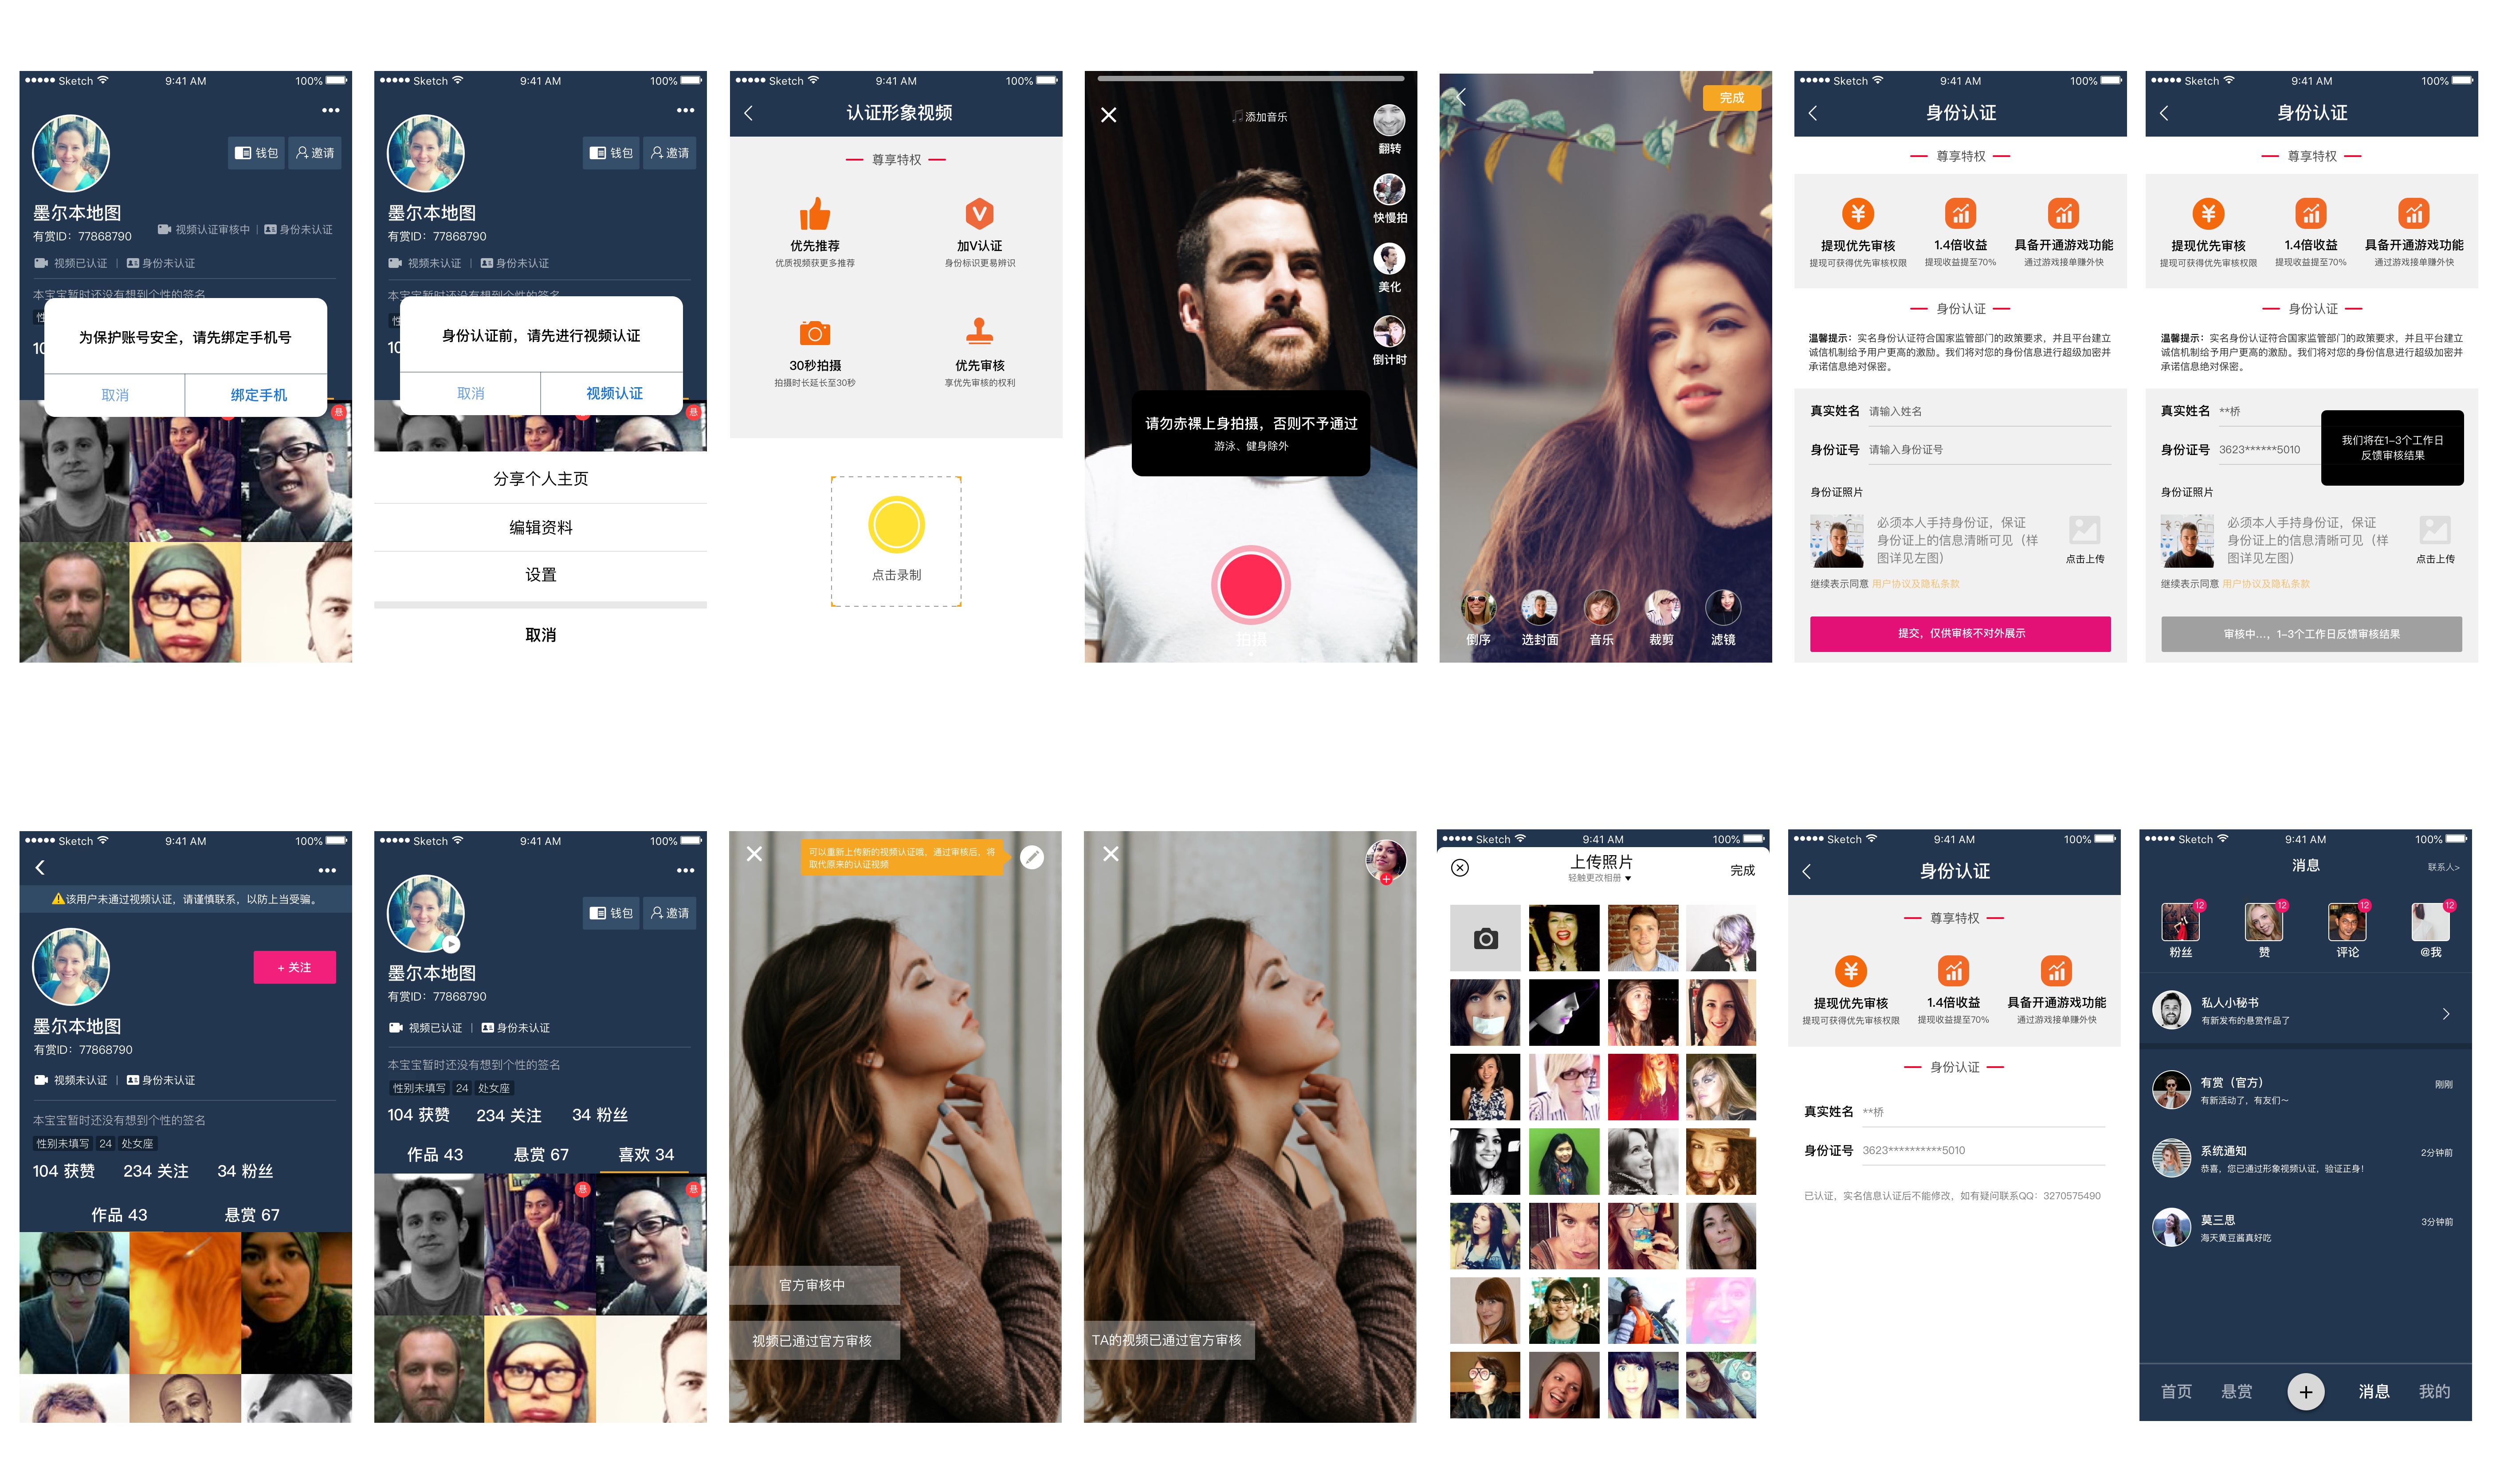 Sketch 9:41 AM 100%
钱包 邀请
墨尔本地图
有赏ID：77868790
视频认证审核中 | 身份未认证
视频已认证 | 身份未认证
本宝宝暂时还没有想到个性的签名
为保护账号安全，请先绑定手机号
取消 绑定手机
悬
Sketch 9:41 AM 100%
钱包 邀请
墨尔本地图
有赏ID：77868790
视频未认证 | 身份未认证
本宝宝暂时还没有想到个性的签名
身份认证前，请先进行视频认证
取消 视频认证
悬
分享个人主页
编辑资料
设置
取消
Sketch 9:41 AM 100%
认证形象视频
尊享特权
优先推荐 加V认证
优质视频获更多推荐 身份标识更易辨识
30秒拍摄 优先审核
拍摄时长延长至30秒 享优先审核的权利
点击录制
添加音乐
翻转
快慢拍
美化
倒计时
请勿赤裸上身拍摄，否则不予通过
游泳、健身除外
拍摄
完成
倒序 选封面 音乐 裁剪 滤镜
Sketch 9:41 AM 100%
身份认证
尊享特权
提现优先审核 1.4倍收益 具备开通游戏功能
提现可获得优先审核权限 提现收益提至70% 通过游戏接单赚外快
身份认证
温馨提示：实名身份认证符合国家监管部门的政策要求，并且平台建立
诚信机制给予用户更高的激励。我们将对您的身份信息进行超级加密并
承诺信息绝对保密。
真实姓名 请输入姓名
身份证号 请输入身份证号
身份证照片
必须本人手持身份证，保证
身份证上的信息清晰可见（样
图详见左图）
点击上传
继续表示同意 用户协议及隐私条款
提交，仅供审核不对外展示
Sketch 9:41 AM 100%
身份认证
尊享特权
提现优先审核 1.4倍收益 具备开通游戏功能
提现可获得优先审核权限 提现收益提至70% 通过游戏接单赚外快
身份认证
温馨提示：实名身份认证符合国家监管部门的政策要求，并且平台建立
诚信机制给予用户更高的激励。我们将对您的身份信息进行超级加密并
承诺信息绝对保密。
真实姓名 **桥
身份证号 3623******5010
我们将在1-3个工作日
反馈审核结果
身份证照片
必须本人手持身份证，保证
身份证上的信息清晰可见（样
图详见左图）
点击上传
继续表示同意 用户协议及隐私条款
审核中...，1-3个工作日反馈审核结果
Sketch 9:41 AM 100%
该用户未通过视频认证，请谨慎联系，以防上当受骗。
+ 关注
墨尔本地图
有赏ID：77868790
视频未认证 | 身份未认证
本宝宝暂时还没有想到个性的签名
性别未填写 24 处女座
104 获赞 234 关注 34 粉丝
作品 43 悬赏 67
Sketch 9:41 AM 100%
钱包 邀请
墨尔本地图
有赏ID：77868790
视频已认证 | 身份未认证
本宝宝暂时还没有想到个性的签名
性别未填写 24 处女座
104 获赞 234 关注 34 粉丝
作品 43 悬赏 67 喜欢 34
悬 悬
可以重新上传新的视频认证哦，通过审核后，将
取代原来的认证视频
官方审核中
视频已通过官方审核
TA的视频已通过官方审核
Sketch 9:41 AM 100%
上传照片
轻触更改相册
完成
Sketch 9:41 AM 100%
身份认证
尊享特权
提现优先审核 1.4倍收益 具备开通游戏功能
提现可获得优先审核权限 提现收益提至70% 通过游戏接单赚外快
身份认证
真实姓名 **桥
身份证号 3623**********5010
已认证，实名信息认证后不能修改，如有疑问联系QQ：3270575490
Sketch 9:41 AM 100%
消息 联系人>
12 12 12 12
粉丝 赞 评论 @我
私人小秘书
有新发布的悬赏作品了
有赏（官方） 刚刚
有新活动了，有友们~
系统通知 2分钟前
恭喜，您已通过形象视频认证，验证正身！
莫三思 3分钟前
海天黄豆酱真好吃
首页 悬赏 + 消息 我的